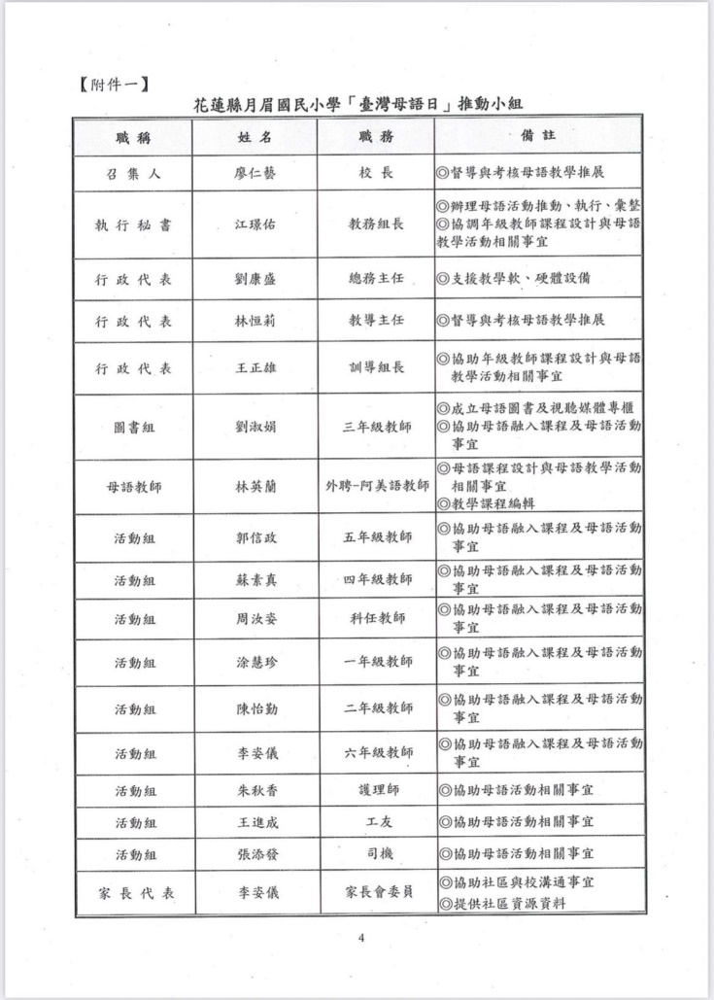 【附件一】
花蓮縣月眉國民小學「臺灣母語日」推動小組
職稱 姓名 職務 備註
召集人 廖仁藝 校長 ◎督導與考核母語教學推展
執行秘書 江璟佑 教務組長 ◎辦理母語活動推動、執行、彙整
◎協調年級教師課程設計與母語
教學活動相關事宜
行政代表 劉康盛 總務主任 ◎支援教學軟、硬體設備
行政代表 林恒莉 教導主任 ◎督導與考核母語教學推展
行政代表 王正雄 訓導組長 ◎協助年級教師課程設計與母語
教學活動相關事宜
圖書組 劉淑娟 三年級教師 ◎成立母語圖書及視聽媒體專櫃
◎協助母語融入課程及母語活動
事宜
母語教師 林英蘭 外聘-阿美語教師 ◎母語課程設計與母語教學活動
相關事宜
◎教學課程編輯
活動組 郭信政 五年級教師 ◎協助母語融入課程及母語活動
事宜
活動組 蘇素真 四年級教師 ◎協助母語融入課程及母語活動
事宜
活動組 周汝姿 科任教師 ◎協助母語融入課程及母語活動
事宜
活動組 涂慧珍 一年級教師 ◎協助母語融入課程及母語活動
事宜
活動組 陳怡勤 二年級教師 ◎協助母語融入課程及母語活動
事宜
活動組 李姿儀 六年級教師 ◎協助母語融入課程及母語活動
事宜
活動組 朱秋香 護理師 ◎協助母語活動相關事宜
活動組 王進成 工友 ◎協助母語活動相關事宜
活動組 張添發 司機 ◎協助母語活動相關事宜
家長代表 李姿儀 家長會委員 ◎協助社區與校溝通事宜
◎提供社區資源資料
4